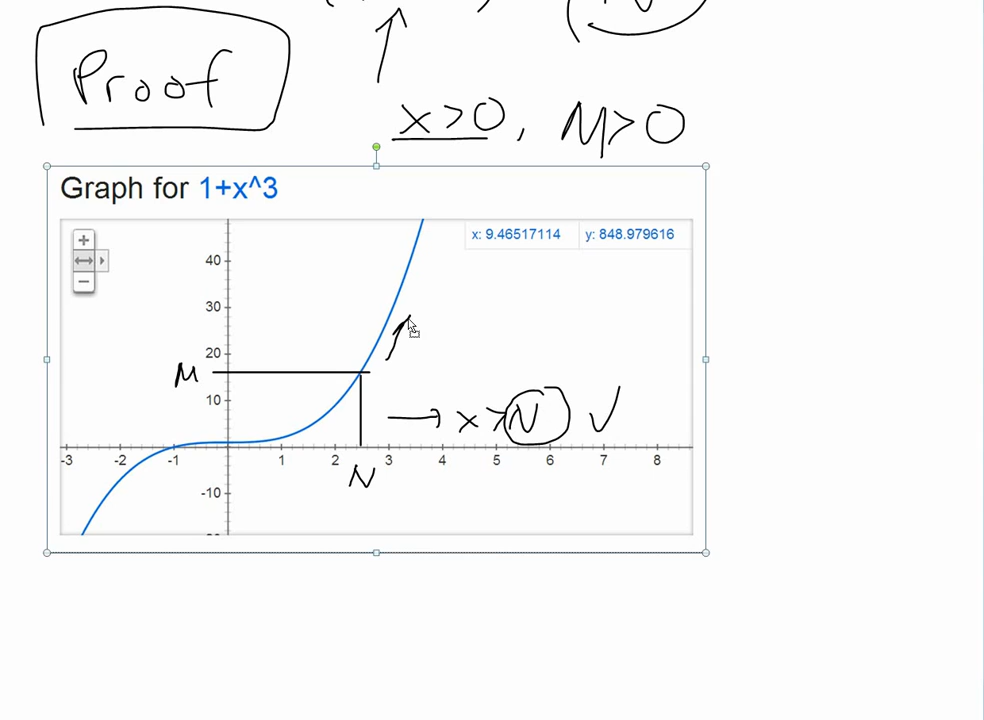 Proof
x>0, M>0
Graph for 1+x^3
x: 9.46517114 y: 848.979616
+
−
40
30
20
M
10
→ x>N √
-3 -2 -1 1 2 3 4 5 6 7 8
N
-10